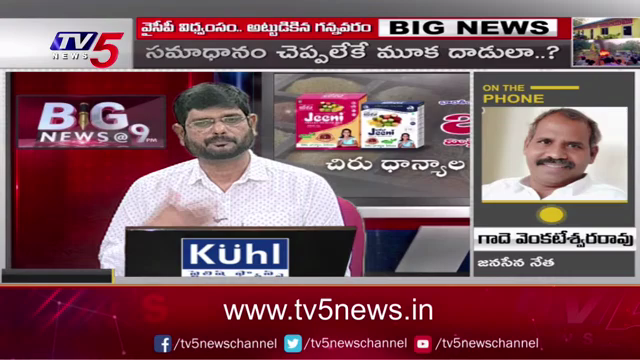 TV5
NEWS
వైసీపీ విధ్వంసం.. అట్టుడికిన గన్నవరం
BIG NEWS
సమాధానం చెప్పలేకే మూక దాడులా..?
BIG
NEWS@9PM
Jeeni
Jeeni
చిరు ధాన్యాల
ON THE
PHONE
గాదె వెంకటేశ్వరరావు
జనసేన నేత
Kühl
www.tv5news.in
/tv5newschannel
/tv5newschannel
/tv5newschannel